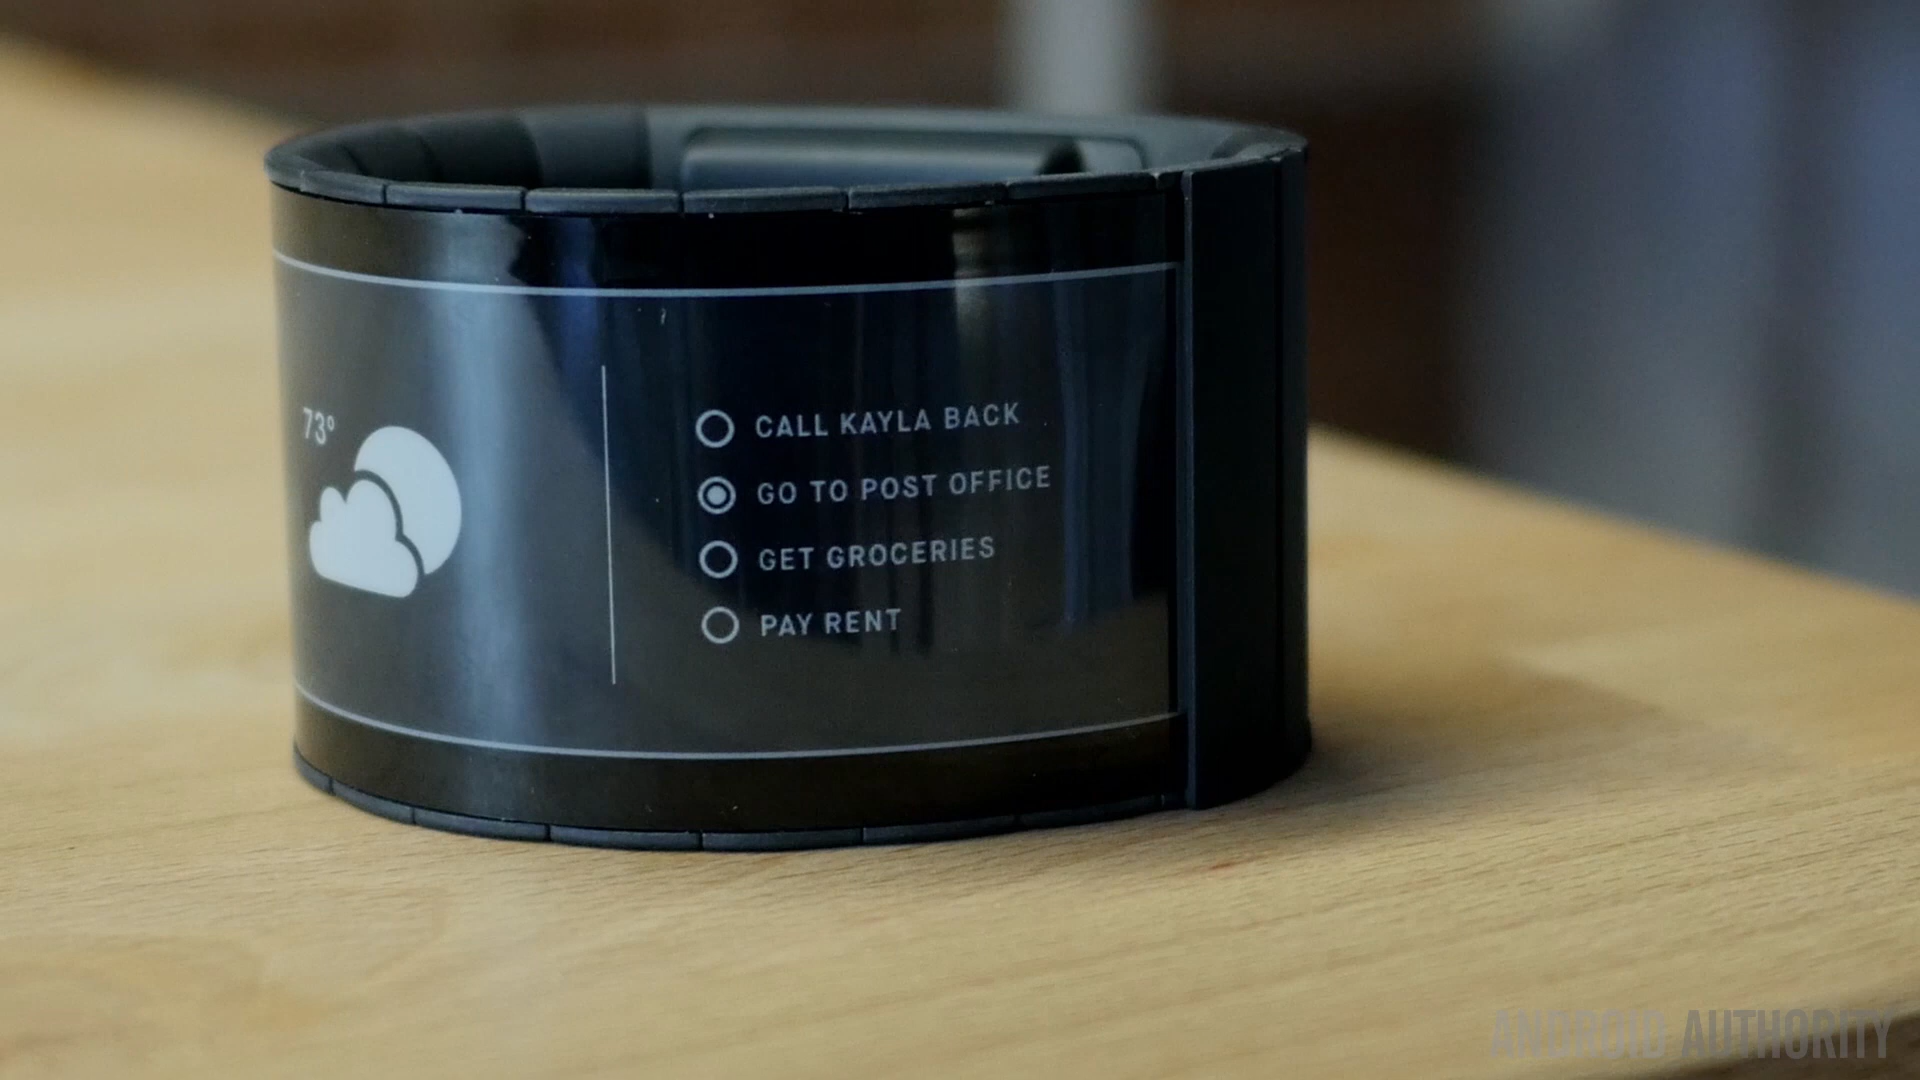 73°
CALL KAYLA BACK
GO TO POST OFFICE
GET GROCERIES
PAY RENT
ANDROID AUTHORITY